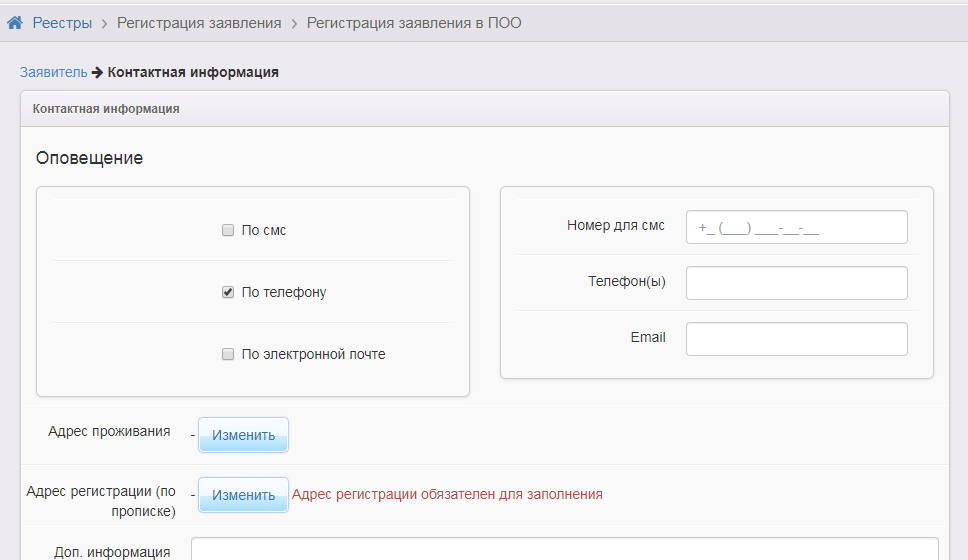 Реестры > Регистрация заявления > Регистрация заявления в ПОО
Заявитель → Контактная информация
Контактная информация
Оповещение
По смс
По телефону
По электронной почте
Номер для смс +_ (___) ___-__-__
Телефон(ы)
Email
Адрес проживания - Изменить
Адрес регистрации (по
прописке) - Изменить Адрес регистрации обязателен для заполнения
Доп. информация